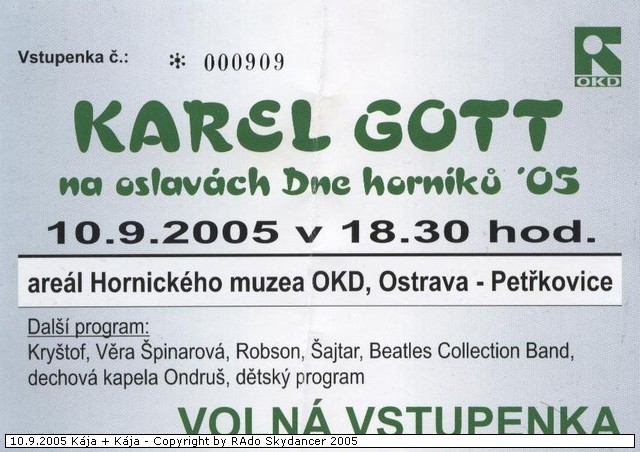 Vstupenka č.: * 000909
OKD
KAREL GOTT
na oslavách Dne horníků '05
10.9.2005 v 18.30 hod.
areál Hornického muzea OKD, Ostrava - Petřkovice
Další program:
Kryštof, Věra Špinarová, Robson, Šajtar, Beatles Collection Band,
dechová kapela Ondruš, dětský program
VOLNÁ VSTUPENKA
10.9.2005 Kája + Kája - Copyright by RAdo Skydancer 2005